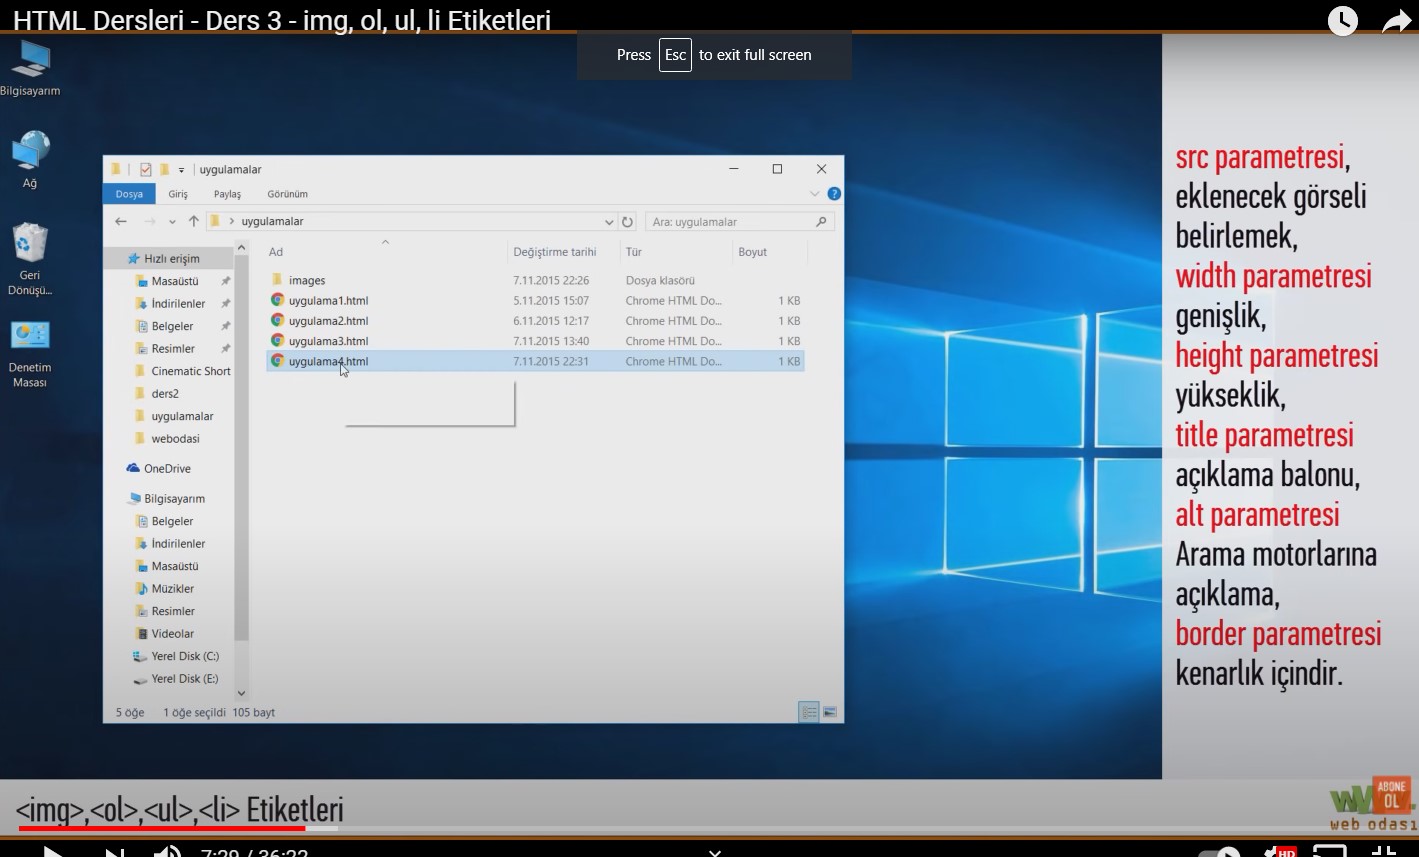 HTML Dersleri - Ders 3 - img, ol, ul, li Etiketleri
Press Esc to exit full screen
Bilgisayarım
Ağ
Geri
Dönüşü...
Denetim
Masası
uygulamalar
Dosya Giriş Paylaş Görünüm
uygulamalar
Ara: uygulamalar
Ad Değiştirme tarihi Tür Boyut
images 7.11.2015 22:26 Dosya klasörü
uygulama1.html 5.11.2015 15:07 Chrome HTML Do... 1 KB
uygulama2.html 6.11.2015 12:17 Chrome HTML Do... 1 KB
uygulama3.html 7.11.2015 13:40 Chrome HTML Do... 1 KB
uygulama4.html 7.11.2015 22:31 Chrome HTML Do... 1 KB
Hızlı erişim
Masaüstü
İndirilenler
Belgeler
Resimler
Cinematic Short
ders2
uygulamalar
webodasi
OneDrive
Bilgisayarım
Belgeler
İndirilenler
Masaüstü
Müzikler
Resimler
Videolar
Yerel Disk (C:)
Yerel Disk (E:)
5 öğe 1 öğe seçildi 105 bayt
src parametresi,
eklenecek görseli
belirlemek,
width parametresi
genişlik,
height parametresi
yükseklik,
title parametresi
açıklama balonu,
alt parametresi
Arama motorlarına
açıklama,
border parametresi
kenarlık içindir.
<img>,<ol>,<ul>,<li> Etiketleri
ABONE
OL
web odası
7:29 / 36:22
HD